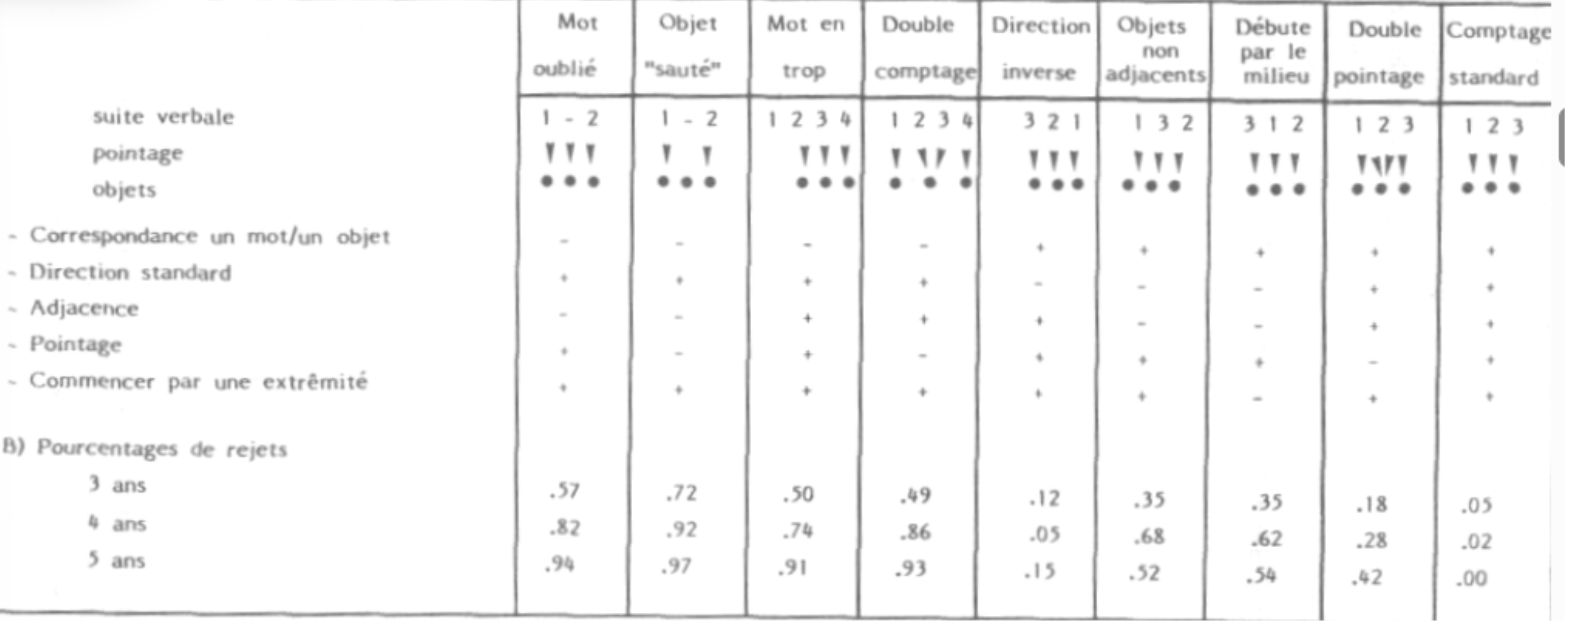 Mot Objet Mot en Double Direction Objets Débute Double Comptage
oublié "sauté" trop comptage inverse non adjacents par le milieu pointage standard
suite verbale 1 - 2 1 - 2 1 2 3 4 1 2 3 4 3 2 1 1 3 2 3 1 2 1 2 3 1 2 3
pointage
objets
- Correspondance un mot/un objet - - - - + + + + +
- Direction standard + + + + - - - + +
- Adjacence - - + + + - - + +
- Pointage + - + - + + + - +
- Commencer par une extrêmité + + + + + + - + +
B) Pourcentages de rejets
3 ans .57 .72 .50 .49 .12 .35 .35 .18 .05
4 ans .82 .92 .74 .86 .05 .68 .62 .28 .02
5 ans .94 .97 .91 .93 .15 .52 .54 .42 .00